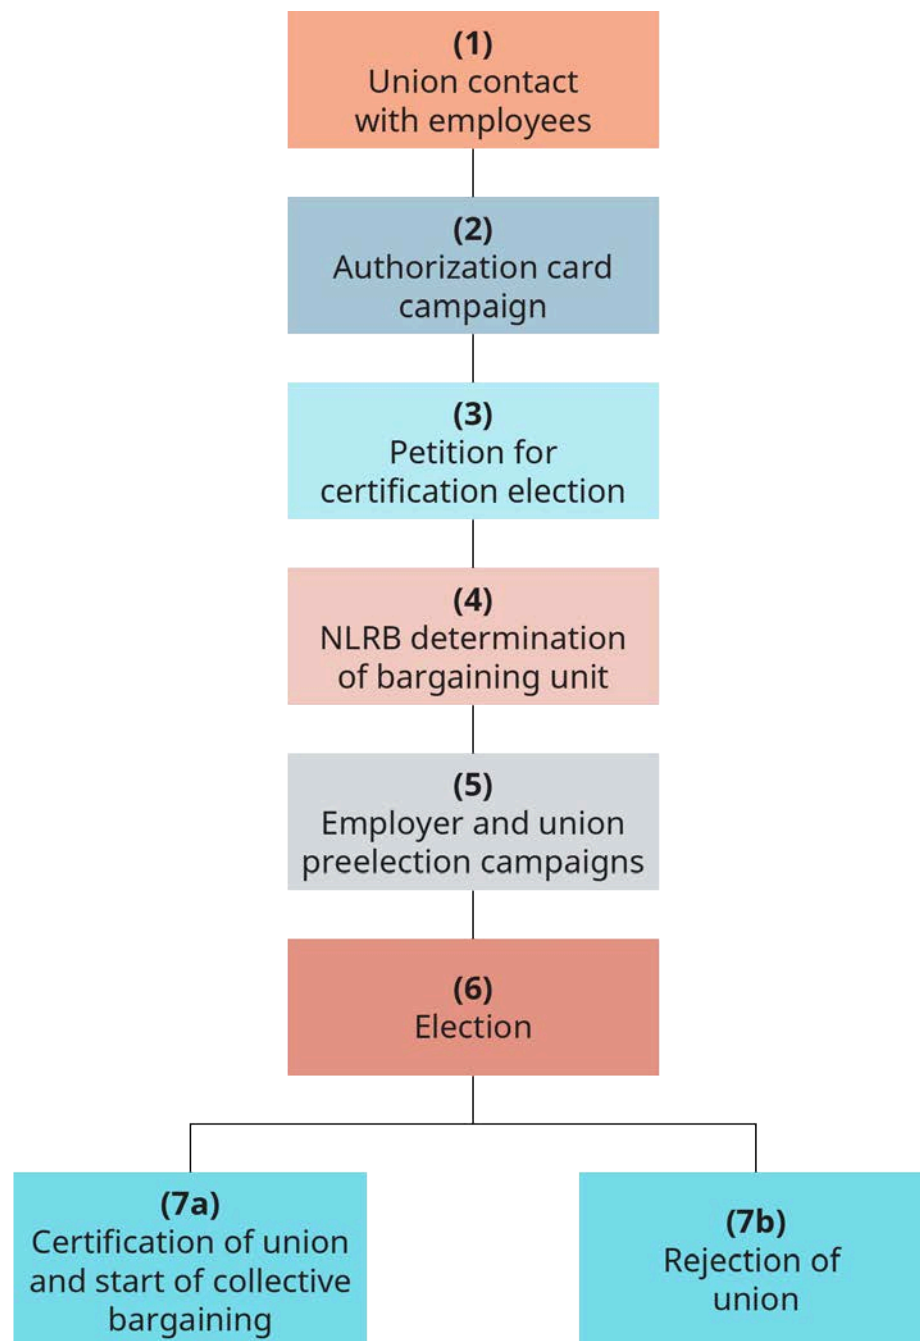 (1)
Union contact
with employees
(2)
Authorization card
campaign
(3)
Petition for
certification election
(4)
NLRB determination
of bargaining unit
(5)
Employer and union
preelection campaigns
(6)
Election
(7a)
Certification of union
and start of collective
bargaining
(7b)
Rejection of
union